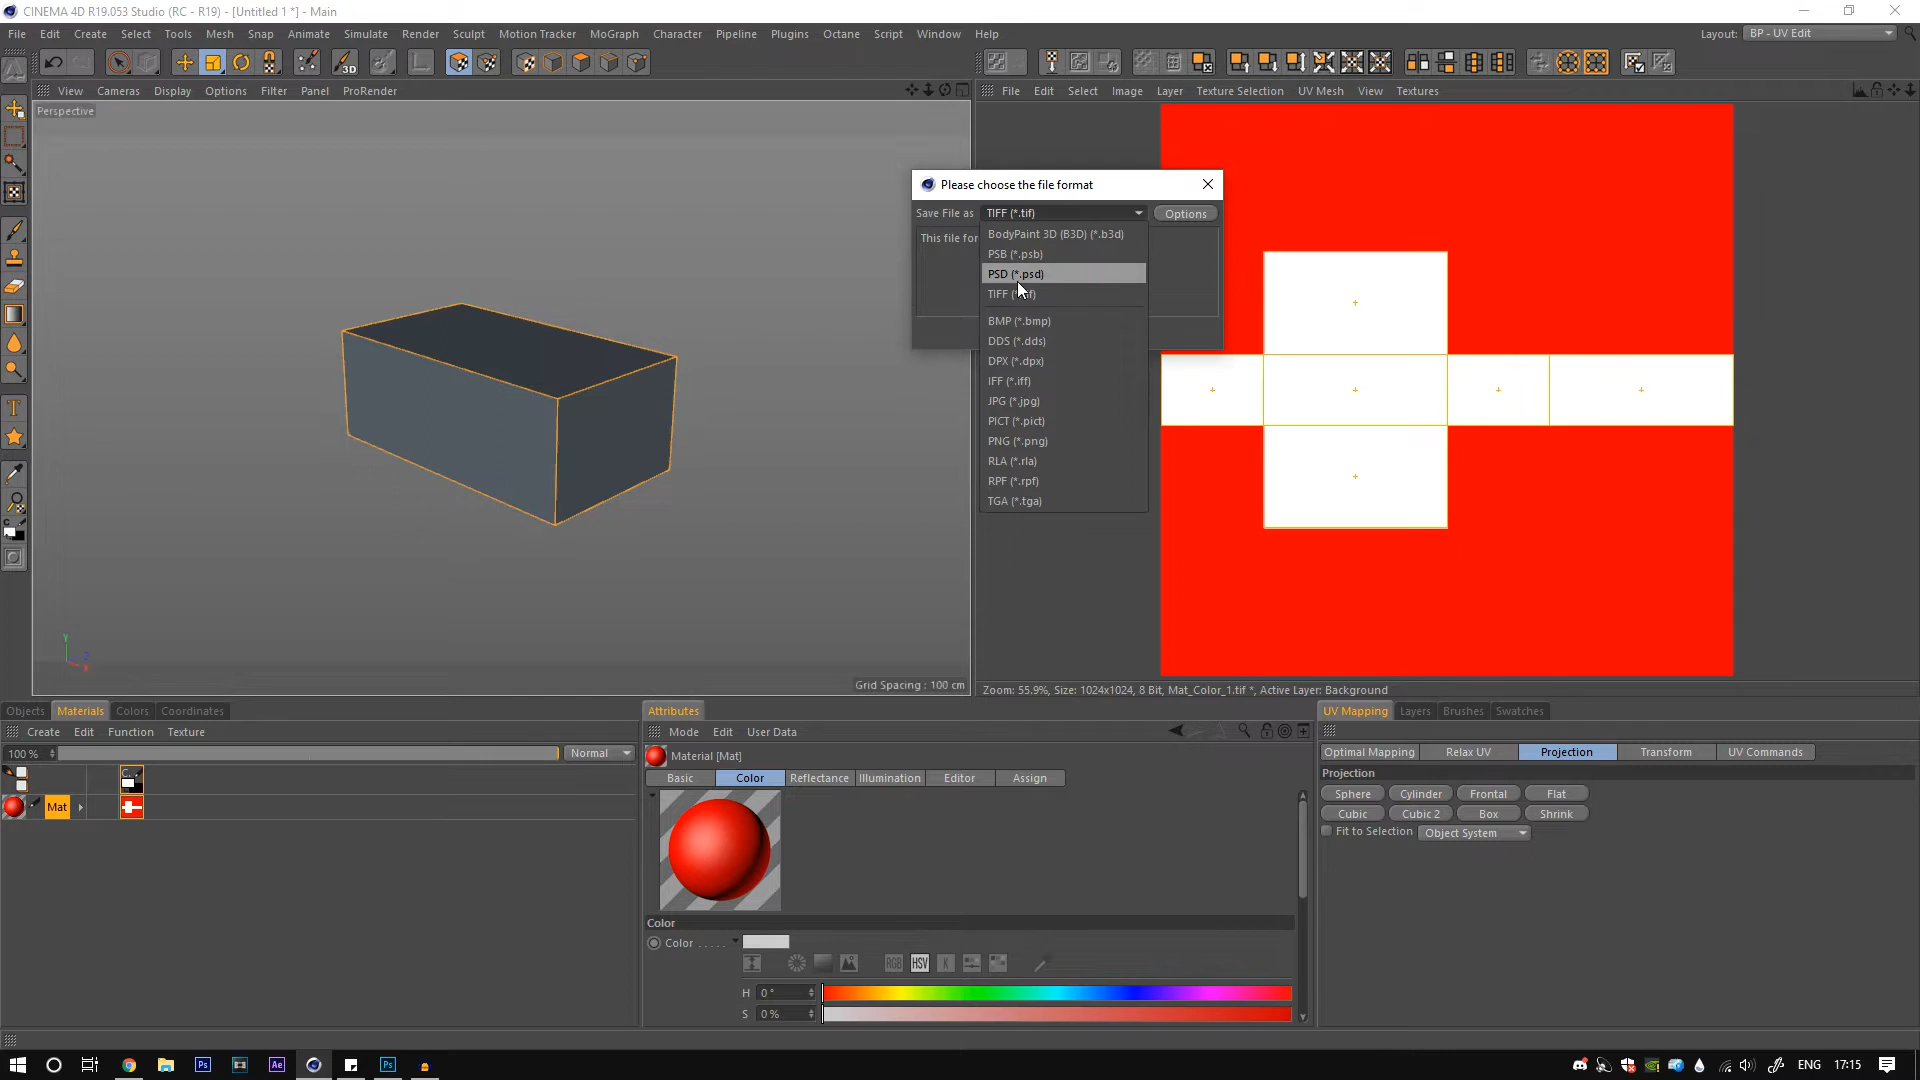 CINEMA 4D R19.053 Studio (RC - R19) - [Untitled 1 *] - Main
File Edit Create Select Tools Mesh Snap Animate Simulate Render Sculpt Motion Tracker MoGraph Character Pipeline Plugins Octane Script Window Help Layout: BP - UV Edit
View Cameras Display Options Filter Panel ProRender File Edit Select Image Layer Texture Selection UV Mesh View Textures
Perspective
Please choose the file format
Save File as TIFF (*.tif) Options
This file for
BodyPaint 3D (B3D) (*.b3d)
PSB (*.psb)
PSD (*.psd)
TIFF
BMP (*.bmp)
DDS (*.dds)
DPX (*.dpx)
IFF (*.iff)
JPG (*.jpg)
PICT (*.pict)
PNG (*.png)
RLA (*.rla)
RPF (*.rpf)
TGA (*.tga)
Y
Z
X
Grid Spacing : 100 cm
Zoom: 55.9%, Size: 1024x1024, 8 Bit, Mat_Color_1.tif *, Active Layer: Background
Objects Materials Colors Coordinates
Create Edit Function Texture
100 % Normal
C
Mat
Attributes
Mode Edit User Data
Material [Mat]
Basic Color Reflectance Illumination Editor Assign
Color
Color . . . . .
RGB HSV K
H 0 °
S 0 %
UV Mapping Layers Brushes Swatches
Optimal Mapping Relax UV Projection Transform UV Commands
Projection
Sphere Cylinder Frontal Flat
Cubic Cubic 2 Box Shrink
Fit to Selection Object System
Ps Ae Ps ENG 17:15